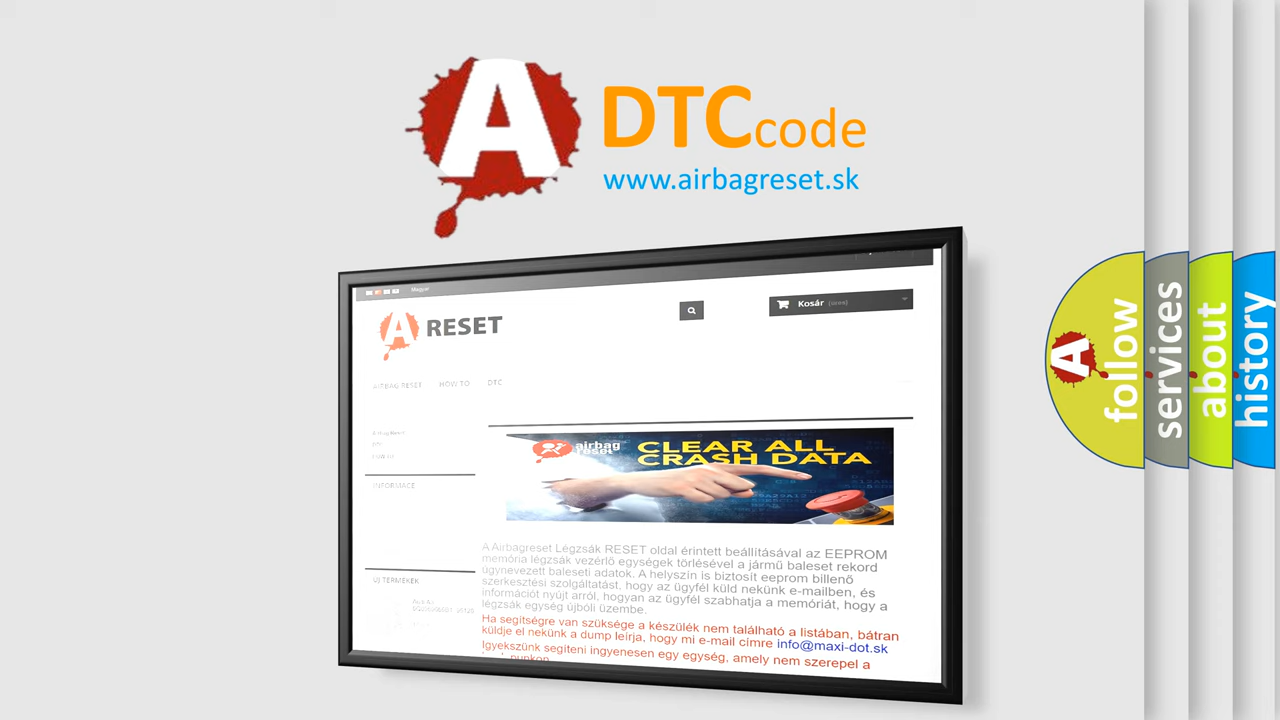 A
DTC code
www.airbagreset.sk
Magyar
A RESET
Kosár (üres)
AIRBAG RESET HOW TO DTC
INFORMACE
ÚJ TERMÉKEK
airbag
reset
CLEAR ALL
CRASH DATA
A Airbagreset Légzsák RESET oldal érintett beállításával az EEPROM
memória légzsák vezérlő egységek törlésével a jármű baleset rekord
úgynevezett baleseti adatok. A helyszín is biztosít eeprom billenő
szerkesztési szolgáltatást, hogy az ügyfél küld nekünk e-mailben, és
információt nyújt arról, hogyan az ügyfél szabhatja a memóriát, hogy a
légzsák egység újbóli üzembe.
Ha segítségre van szüksége a készülék nem található a listában, bátran
küldje el nekünk a dump leírja, hogy mi e-mail címre info@maxi-dot.sk
Igyekszünk segíteni ingyenesen egy egység, amely nem szerepel a
A
follow
services
about
history